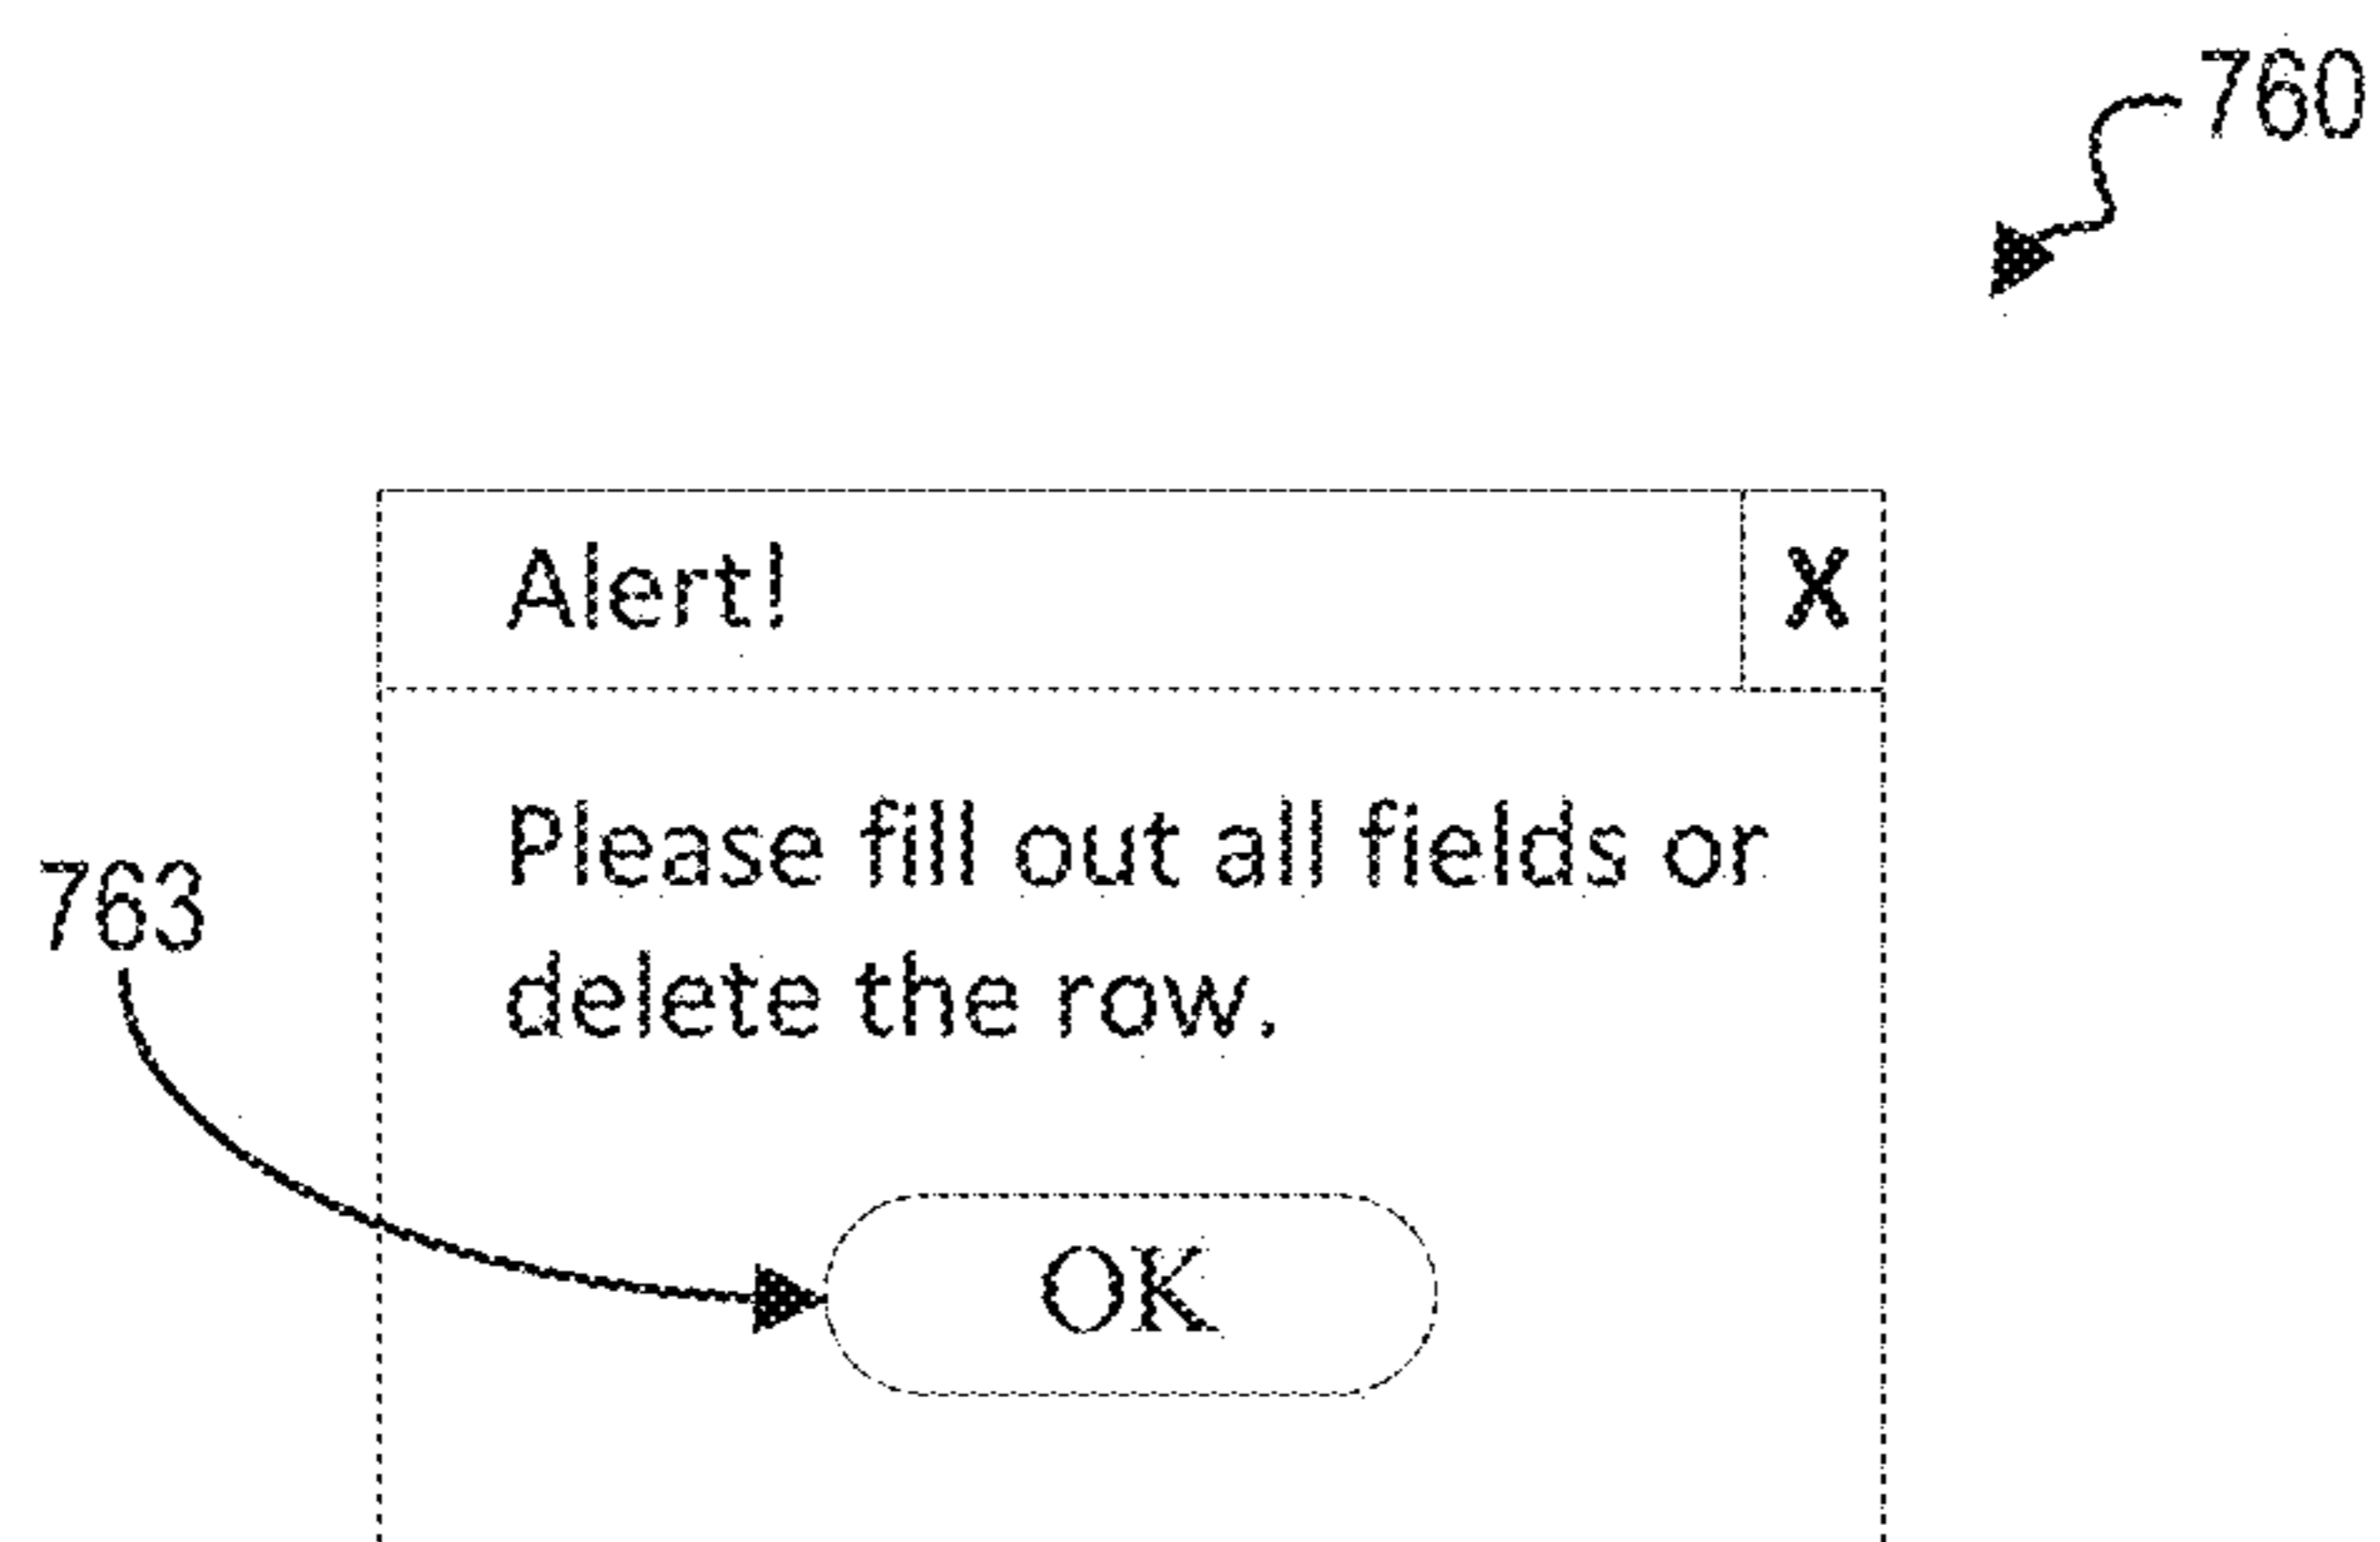 760
Alert! X
Please fill out all fields or
delete the row.
763
OK